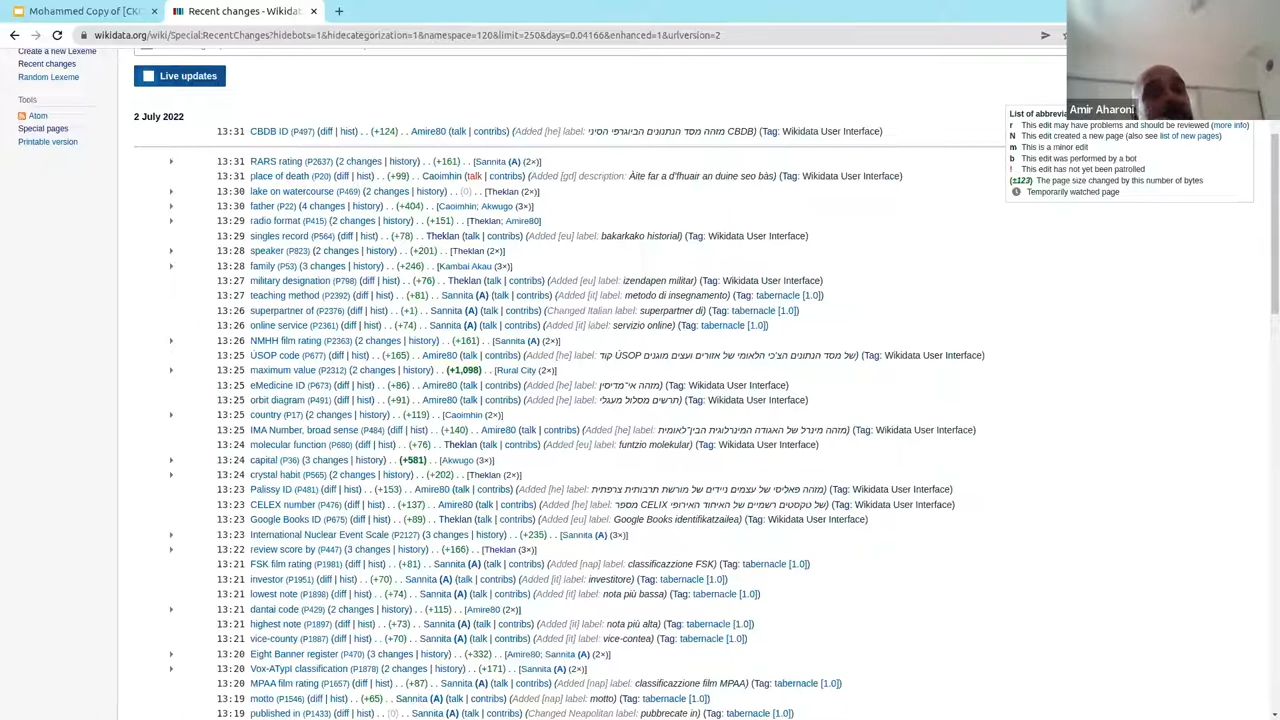 Mohammed Copy of [CKC
Recent changes - Wikidata
wikidata.org/wiki/Special:RecentChanges?hidebots=1&hidecategorization=1&namespace=120&limit=250&days=0.04166&enhanced=1&urlversion=2
Amir Aharoni
Create a new Lexeme
Recent changes
Random Lexeme
Tools
Atom
Special pages
Printable version
Live updates
List of abbrevia
r This edit may have problems and should be reviewed (more info)
N This edit created a new page (also see list of new pages)
m This is a minor edit
b This edit was performed by a bot
! This edit has not yet been patrolled
(±123) The page size changed by this number of bytes
Temporarily watched page
2 July 2022
13:31 CBDB ID (P497) (diff | hist) . . (+124) . . Amire80 (talk | contribs) (Added [he] label: מזהה מסד הנתונים הביוגרפי הסיני CBDB) (Tag: Wikidata User Interface)
13:31 RARS rating (P2637) (2 changes | history) . . (+161) . . [Sannita (A) (2×)]
13:31 place of death (P20) (diff | hist) . . (+99) . . Caoimhin (talk | contribs) (Added [gd] description: Àite far a d'fhuair an duine seo bàs) (Tag: Wikidata User Interface)
13:30 lake on watercourse (P469) (2 changes | history) . . (0) . . [Theklan (2×)]
13:30 father (P22) (4 changes | history) . . (+404) . . [Caoimhin; Akwugo (3×)]
13:29 radio format (P415) (2 changes | history) . . (+151) . . [Theklan; Amire80]
13:29 singles record (P564) (diff | hist) . . (+78) . . Theklan (talk | contribs) (Added [eu] label: bakarkako historial) (Tag: Wikidata User Interface)
13:28 speaker (P823) (2 changes | history) . . (+201) . . [Theklan (2×)]
13:28 family (P53) (3 changes | history) . . (+246) . . [Kambai Akau (3×)]
13:27 military designation (P798) (diff | hist) . . (+76) . . Theklan (talk | contribs) (Added [eu] label: izendapen militar) (Tag: Wikidata User Interface)
13:27 teaching method (P2392) (diff | hist) . . (+81) . . Sannita (A) (talk | contribs) (Added [it] label: metodo di insegnamento) (Tag: tabernacle [1.0])
13:26 superpartner of (P2376) (diff | hist) . . (+1) . . Sannita (A) (talk | contribs) (Changed Italian label: superpartner di) (Tag: tabernacle [1.0])
13:26 online service (P2361) (diff | hist) . . (+74) . . Sannita (A) (talk | contribs) (Added [it] label: servizio online) (Tag: tabernacle [1.0])
13:26 NMHH film rating (P2363) (2 changes | history) . . (+161) . . [Sannita (A) (2×)]
13:25 ÚSOP code (P677) (diff | hist) . . (+165) . . Amire80 (talk | contribs) (Added [he] label: קוד ÚSOP של מסד הנתונים הצ'כי הלאומי של אזורים ועצים מוגנים) (Tag: Wikidata User Interface)
13:25 maximum value (P2312) (2 changes | history) . . (+1,098) . . [Rural City (2×)]
13:25 eMedicine ID (P673) (diff | hist) . . (+86) . . Amire80 (talk | contribs) (Added [he] label: מזהה אי־מדיסין) (Tag: Wikidata User Interface)
13:25 orbit diagram (P491) (diff | hist) . . (+91) . . Amire80 (talk | contribs) (Added [he] label: תרשים מסלול מעגלי) (Tag: Wikidata User Interface)
13:25 country (P17) (2 changes | history) . . (+119) . . [Caoimhin (2×)]
13:25 IMA Number, broad sense (P484) (diff | hist) . . (+140) . . Amire80 (talk | contribs) (Added [he] label: מזהה מינרל של האגודה המינרלוגית הבין־לאומית) (Tag: Wikidata User Interface)
13:24 molecular function (P680) (diff | hist) . . (+76) . . Theklan (talk | contribs) (Added [eu] label: funtzio molekular) (Tag: Wikidata User Interface)
13:24 capital (P36) (3 changes | history) . . (+581) . . [Akwugo (3×)]
13:24 crystal habit (P565) (2 changes | history) . . (+202) . . [Theklan (2×)]
13:23 Palissy ID (P481) (diff | hist) . . (+153) . . Amire80 (talk | contribs) (Added [he] label: מזהה פאליסי של עצמים ניידים של מורשת תרבותית צרפתית) (Tag: Wikidata User Interface)
13:23 CELEX number (P476) (diff | hist) . . (+137) . . Amire80 (talk | contribs) (Added [he] label: מספר CELIX של טקסטים רשמיים של האיחוד האירופי) (Tag: Wikidata User Interface)
13:23 Google Books ID (P675) (diff | hist) . . (+89) . . Theklan (talk | contribs) (Added [eu] label: Google Books identifikatzailea) (Tag: Wikidata User Interface)
13:23 International Nuclear Event Scale (P2127) (3 changes | history) . . (+235) . . [Sannita (A) (3×)]
13:22 review score by (P447) (3 changes | history) . . (+166) . . [Theklan (3×)]
13:21 FSK film rating (P1981) (diff | hist) . . (+81) . . Sannita (A) (talk | contribs) (Added [nap] label: classificazzione FSK) (Tag: tabernacle [1.0])
13:21 investor (P1951) (diff | hist) . . (+70) . . Sannita (A) (talk | contribs) (Added [it] label: investitore) (Tag: tabernacle [1.0])
13:21 lowest note (P1898) (diff | hist) . . (+74) . . Sannita (A) (talk | contribs) (Added [it] label: nota più bassa) (Tag: tabernacle [1.0])
13:21 dantai code (P429) (2 changes | history) . . (+115) . . [Amire80 (2×)]
13:21 highest note (P1897) (diff | hist) . . (+73) . . Sannita (A) (talk | contribs) (Added [it] label: nota più alta) (Tag: tabernacle [1.0])
13:21 vice-county (P1887) (diff | hist) . . (+70) . . Sannita (A) (talk | contribs) (Added [it] label: vice-contea) (Tag: tabernacle [1.0])
13:20 Eight Banner register (P470) (3 changes | history) . . (+332) . . [Amire80; Sannita (A) (2×)]
13:20 Vox-ATypI classification (P1878) (2 changes | history) . . (+171) . . [Sannita (A) (2×)]
13:20 MPAA film rating (P1657) (diff | hist) . . (+87) . . Sannita (A) (talk | contribs) (Added [nap] label: classificazzione film MPAA) (Tag: tabernacle [1.0])
13:19 motto (P1546) (diff | hist) . . (+65) . . Sannita (A) (talk | contribs) (Added [nap] label: motto) (Tag: tabernacle [1.0])
13:19 published in (P1433) (diff | hist) . . (0) . . Sannita (A) (talk | contribs) (Changed Neapolitan label: pubbrecate in) (Tag: tabernacle [1.0])